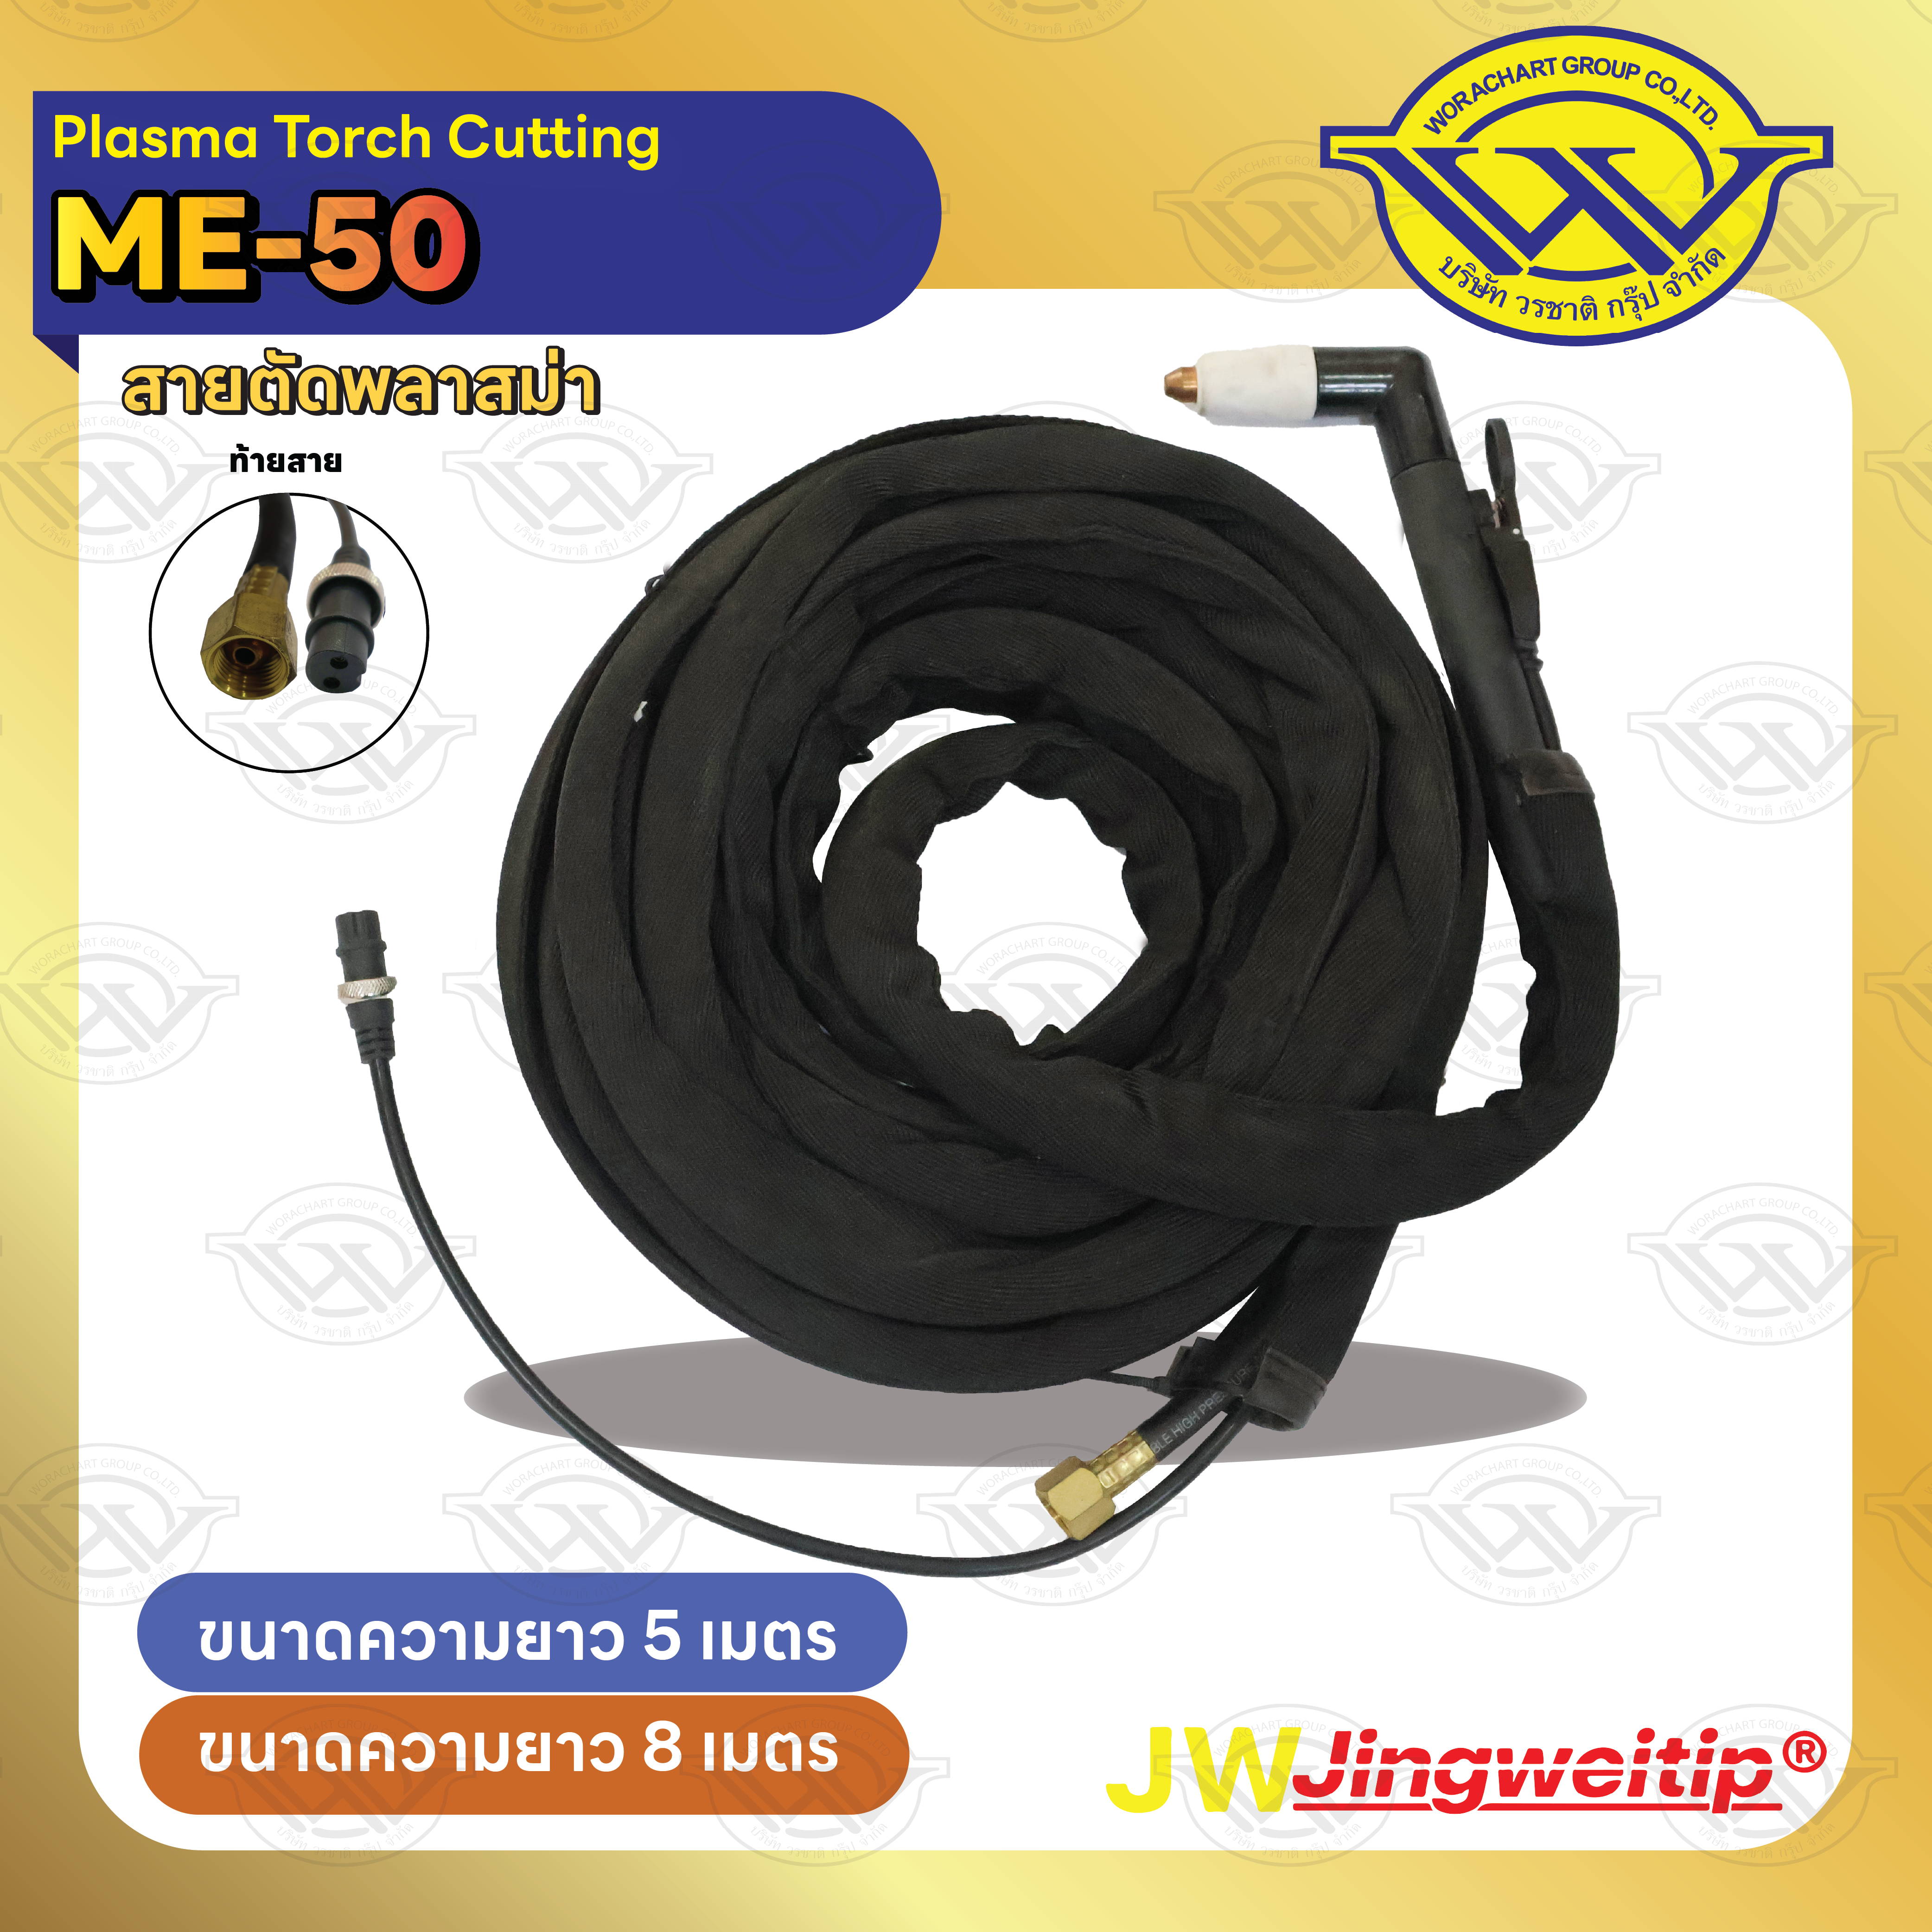 Plasma Torch Cutting
ME-50
WORACHART GROUP CO.,LTD.
W
บริษัท วรชาติ กรุ๊ป จำกัด
สายตัดพลาสม่า
ท้ายสาย
BLE HIGH PRESSURE
ขนาดความยาว 5 เมตร
ขนาดความยาว 8 เมตร
JW Jingweitip®